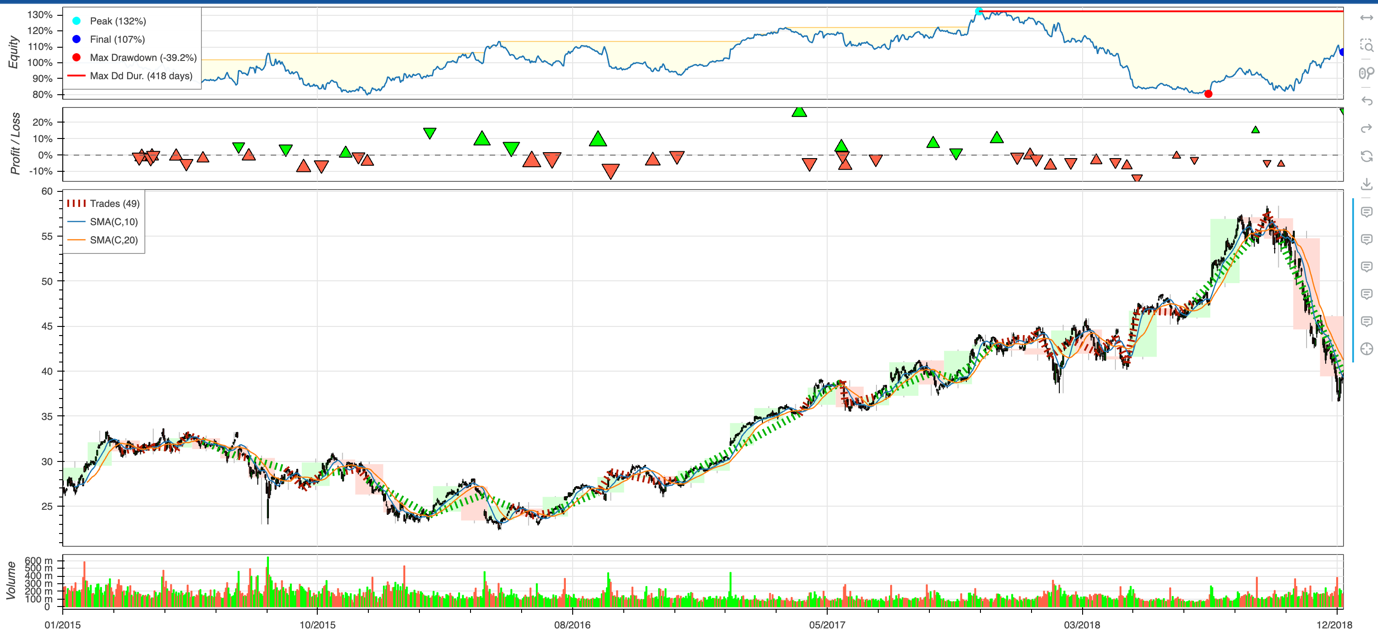 Equity
130%
120%
110%
100%
90%
80%
Peak (132%)
Final (107%)
Max Drawdown (-39.2%)
Max Dd Dur. (418 days)
Profit / Loss
20%
10%
0%
-10%
60
55
50
45
40
35
30
25
Trades (49)
SMA(C,10)
SMA(C,20)
Volume
600 m
500 m
400 m
300 m
200 m
100 m
0
01/2015 10/2015 08/2016 05/2017 03/2018 12/2018